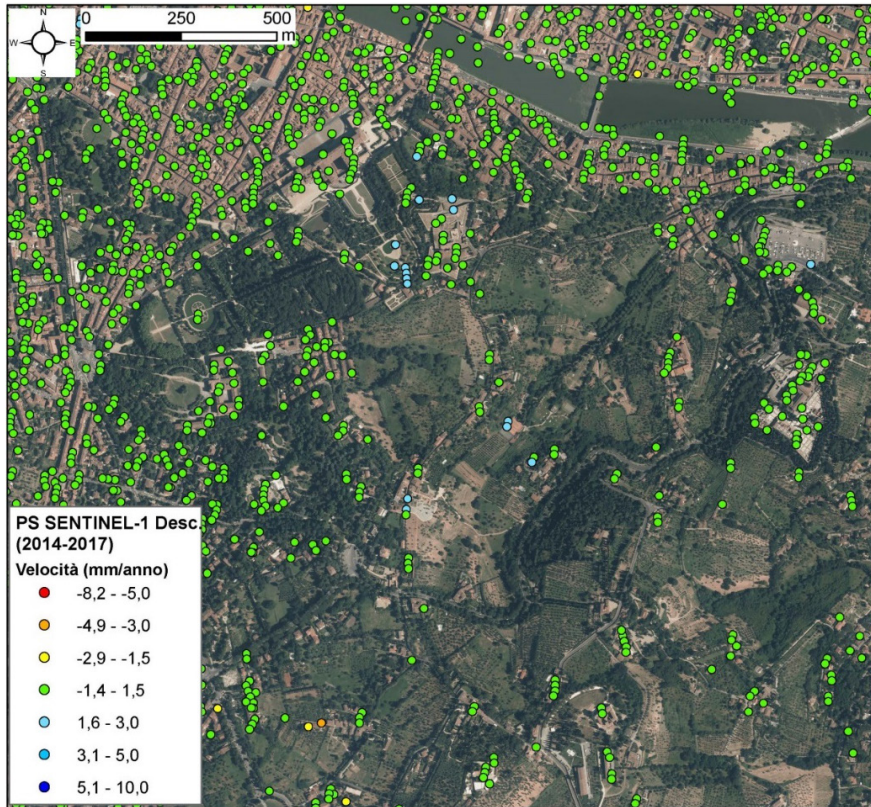 0 250 500
m
N
W E
S
PS SENTINEL-1 Desc.
(2014-2017)
Velocità (mm/anno)
-8,2 - -5,0
-4,9 - -3,0
-2,9 - -1,5
-1,4 - 1,5
1,6 - 3,0
3,1 - 5,0
5,1 - 10,0